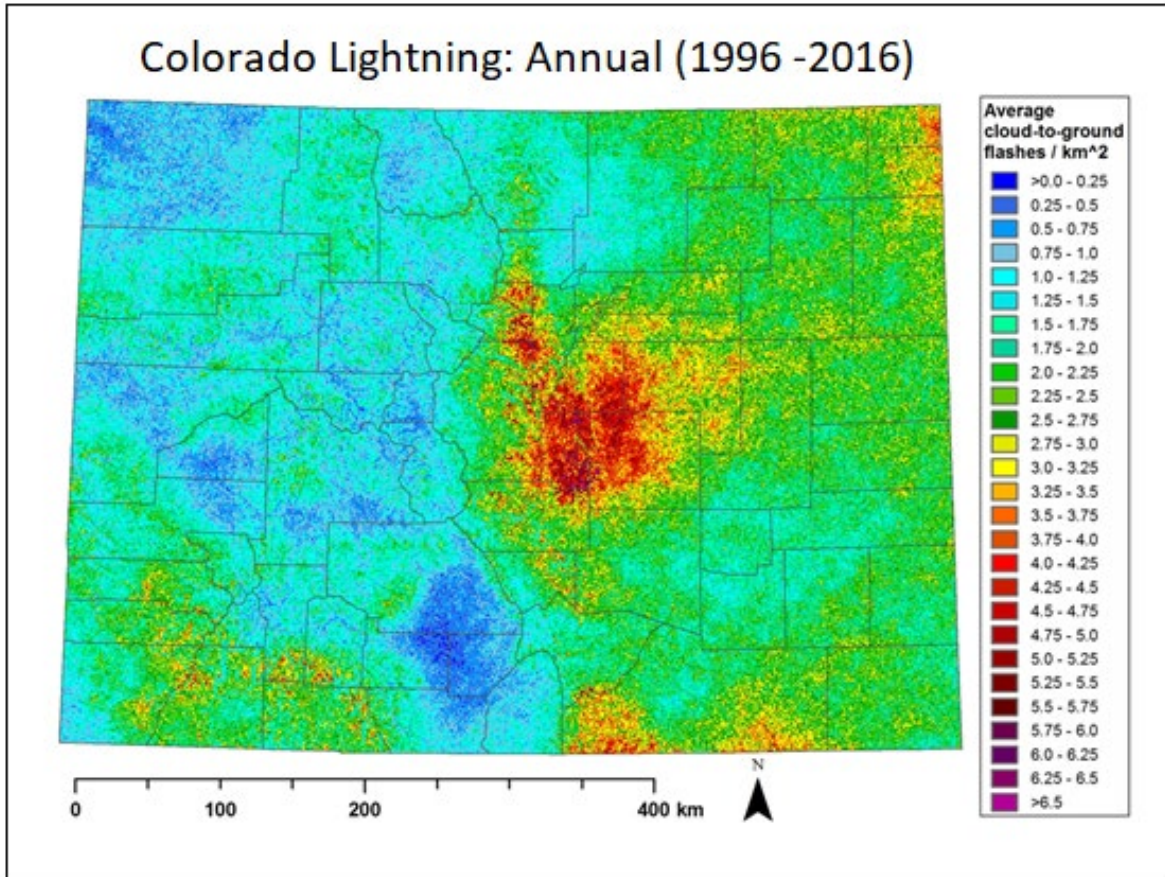 Colorado Lightning: Annual (1996 -2016)
Average
cloud-to-ground
flashes / km^2
>0.0 - 0.25
0.25 - 0.5
0.5 - 0.75
0.75 - 1.0
1.0 - 1.25
1.25 - 1.5
1.5 - 1.75
1.75 - 2.0
2.0 - 2.25
2.25 - 2.5
2.5 - 2.75
2.75 - 3.0
3.0 - 3.25
3.25 - 3.5
3.5 - 3.75
3.75 - 4.0
4.0 - 4.25
4.25 - 4.5
4.5 - 4.75
4.75 - 5.0
5.0 - 5.25
5.25 - 5.5
5.5 - 5.75
5.75 - 6.0
6.0 - 6.25
6.25 - 6.5
>6.5
N
0 100 200 400 km